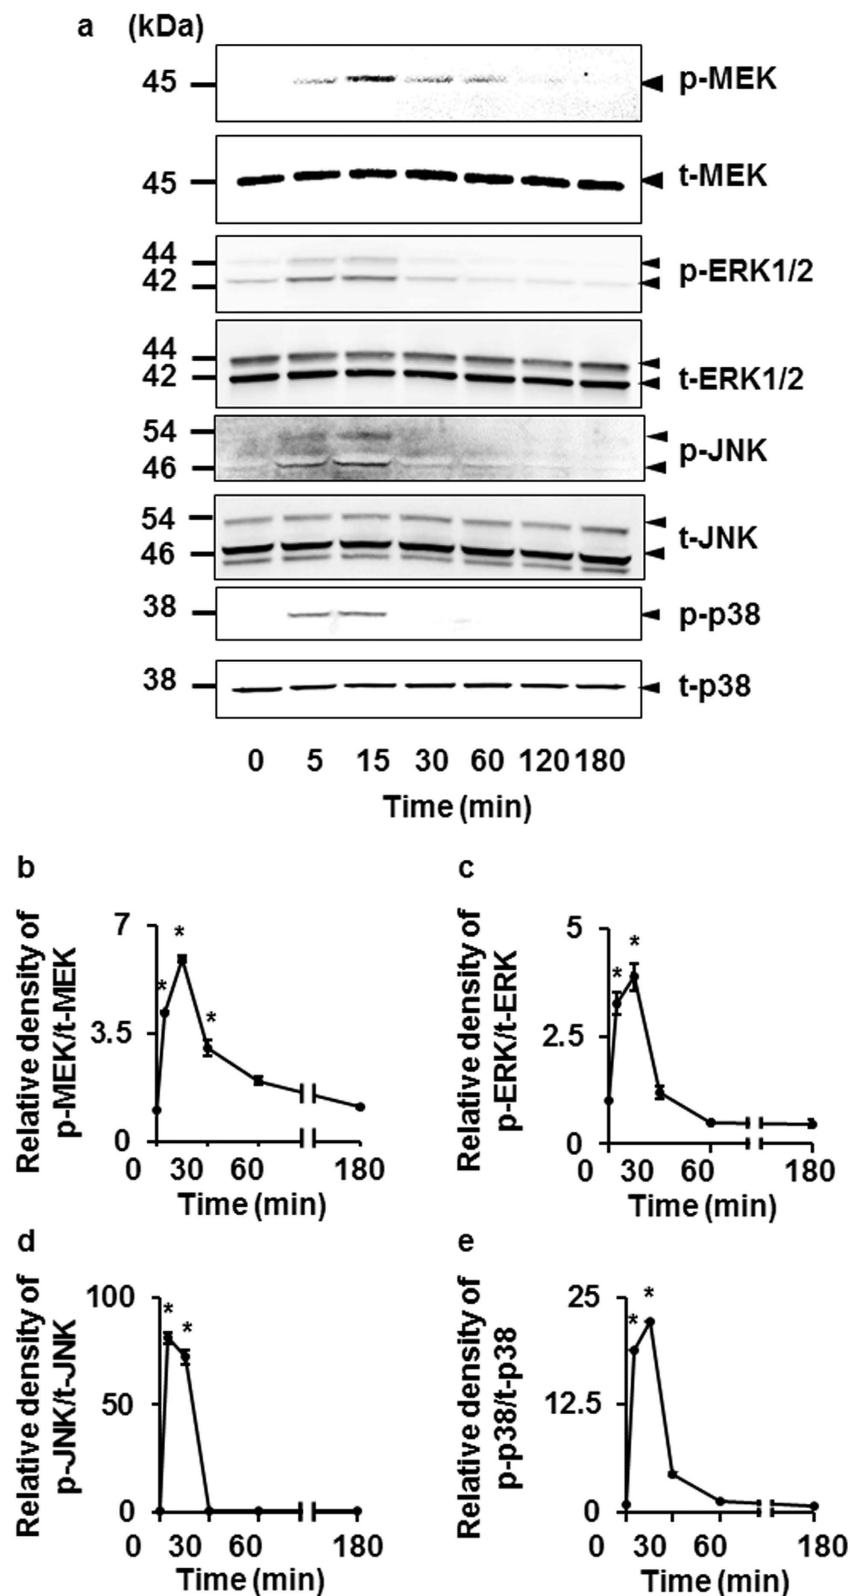 a (kDa)
45 p-MEK
45 t-MEK
44
42 p-ERK1/2
44
42 t-ERK1/2
54
46 p-JNK
54
46 t-JNK
38 p-p38
38 t-p38
0 5 15 30 60 120 180
Time (min)
b
Relative density of
p-MEK/t-MEK
7
3.5
0
* * *
0 30 60 180
Time (min)
c
Relative density of
p-ERK/t-ERK
5
2.5
0
* *
0 30 60 180
Time (min)
d
Relative density of
p-JNK/t-JNK
100
50
0
* *
0 30 60 180
Time (min)
e
Relative density of
p-p38/t-p38
25
12.5
0
* *
0 30 60 180
Time (min)